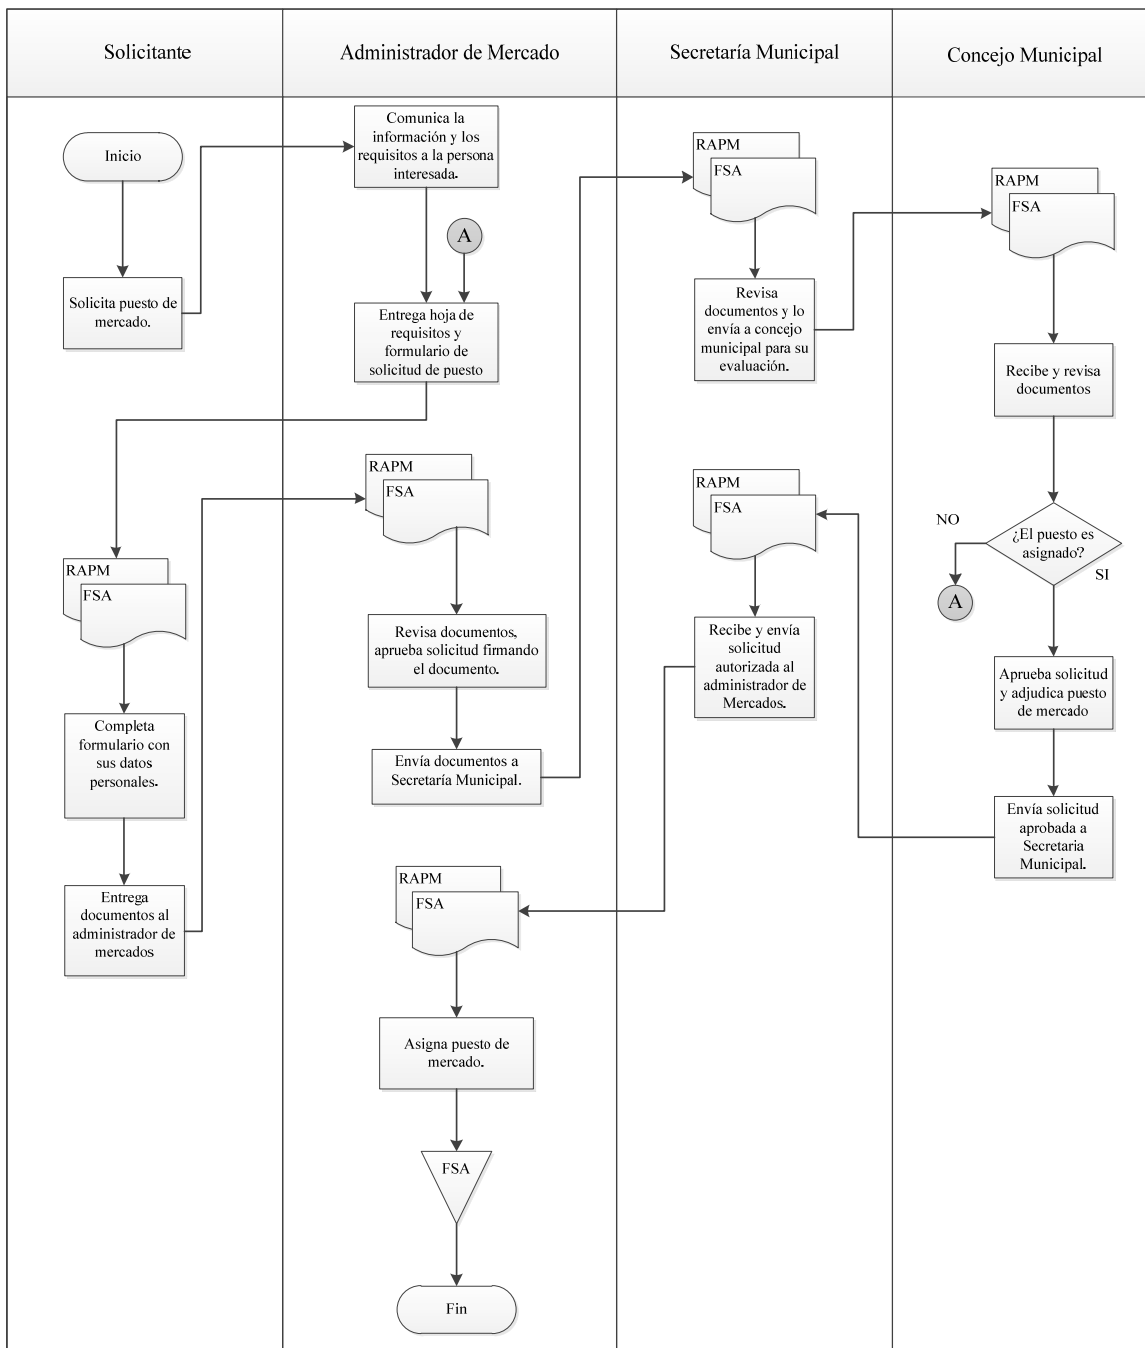 Solicitante
Administrador de Mercado
Secretaría Municipal
Concejo Municipal
Inicio
Solicita puesto de
mercado.
Comunica la
información y los
requisitos a la persona
interesada.
A
Entrega hoja de
requisitos y
formulario de
solicitud de puesto
RAPM
FSA
Completa
formulario con
sus datos
personales.
Entrega
documentos al
administrador de
mercados
RAPM
FSA
Revisa documentos,
aprueba solicitud firmando
el documento.
Envía documentos a
Secretaría Municipal.
RAPM
FSA
Revisa
documentos y lo
envía a concejo
municipal para su
evaluación.
RAPM
FSA
Recibe y revisa
documentos
¿El puesto es
asignado?
NO
A
SI
Aprueba solicitud
y adjudica puesto
de mercado
Envía solicitud
aprobada a
Secretaria
Municipal.
RAPM
FSA
Recibe y envía
solicitud
autorizada al
administrador de
Mercados.
RAPM
FSA
Asigna puesto de
mercado.
FSA
Fin